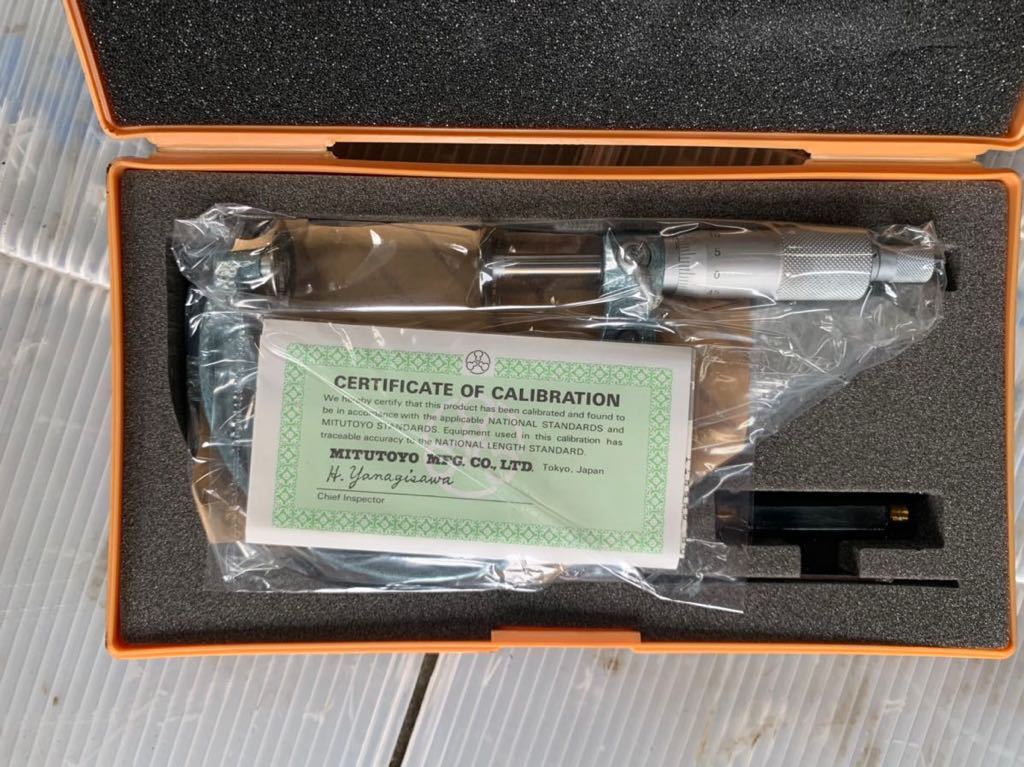 CERTIFICATE OF CALIBRATION
We hereby certify that this product has been calibrated and found to
be in accordance with the applicable NATIONAL STANDARDS and
MITUTOYO STANDARDS. Equipment used in this calibration has
traceable accuracy to the NATIONAL LENGTH STANDARD.
MITUTOYO MFG. CO., LTD. Tokyo, Japan
H. Yanagisawa
Chief Inspector
5 0